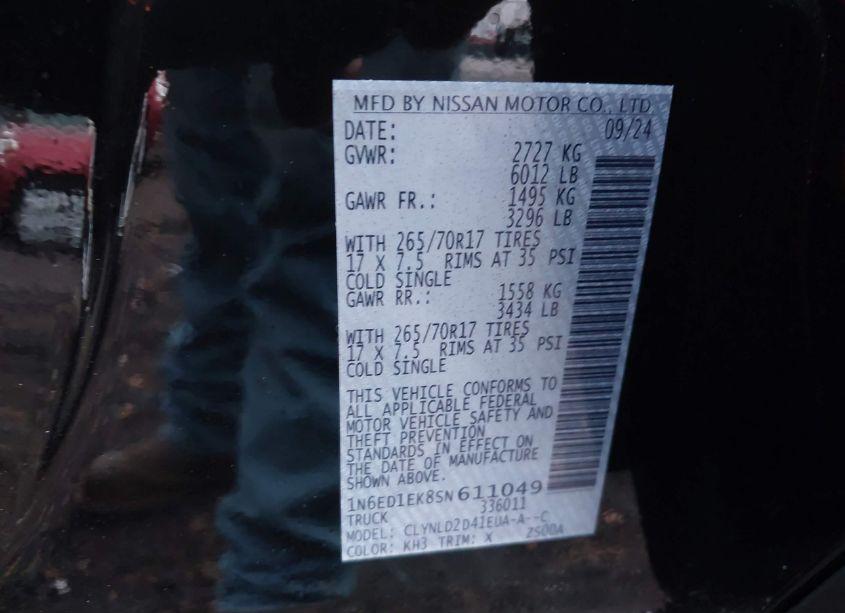 MFD BY NISSAN MOTOR CO., LTD.
DATE: 09/24
GVWR: 2727 KG
6012 LB
GAWR FR.: 1495 KG
3296 LB
WITH 265/70R17 TIRES
17 X 7.5 RIMS AT 35 PSI
COLD SINGLE
GAWR RR.: 1558 KG
3434 LB
WITH 265/70R17 TIRES
17 X 7.5 RIMS AT 35 PSI
COLD SINGLE
THIS VEHICLE CONFORMS TO
ALL APPLICABLE FEDERAL
MOTOR VEHICLE SAFETY AND
THEFT PREVENTION
STANDARDS IN EFFECT ON
THE DATE OF MANUFACTURE
SHOWN ABOVE.
1N6ED1EK8SN611049
TRUCK 336011
MODEL: CLYNLD2D41EUA-A--C
COLOR: KH3 TRIM: X 2S00A